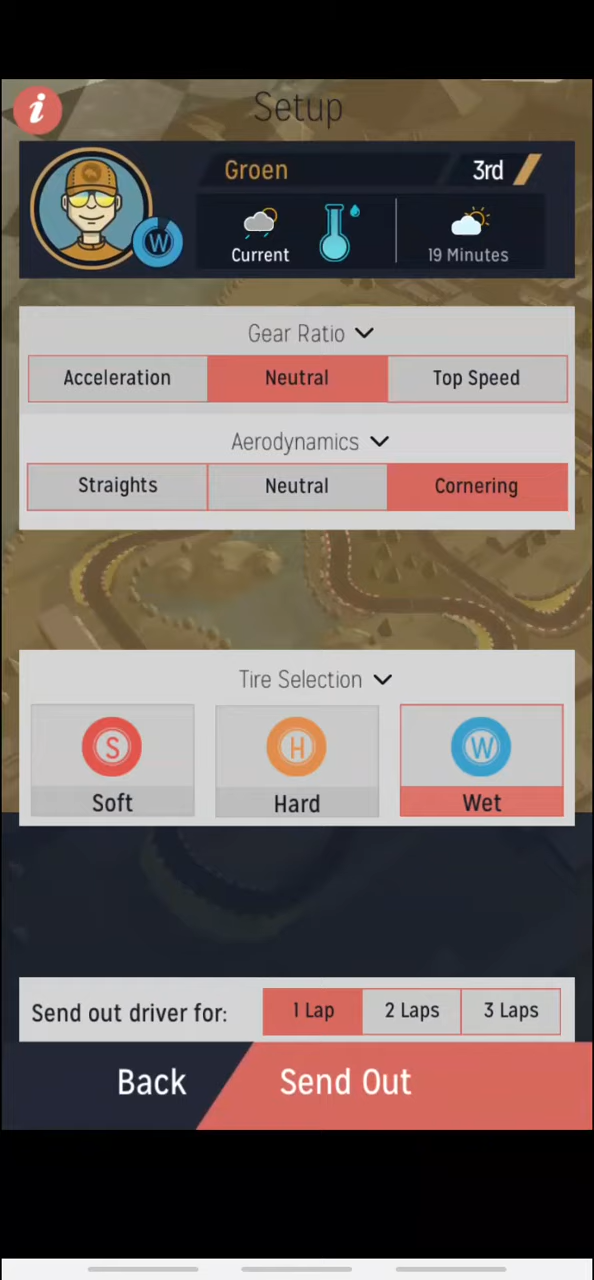 i
Setup
Groen
3rd
W
Current
19 Minutes
Gear Ratio
Acceleration Neutral Top Speed
Aerodynamics
Straights Neutral Cornering
Tire Selection
S H W
Soft Hard Wet
Send out driver for: 1 Lap 2 Laps 3 Laps
Back Send Out